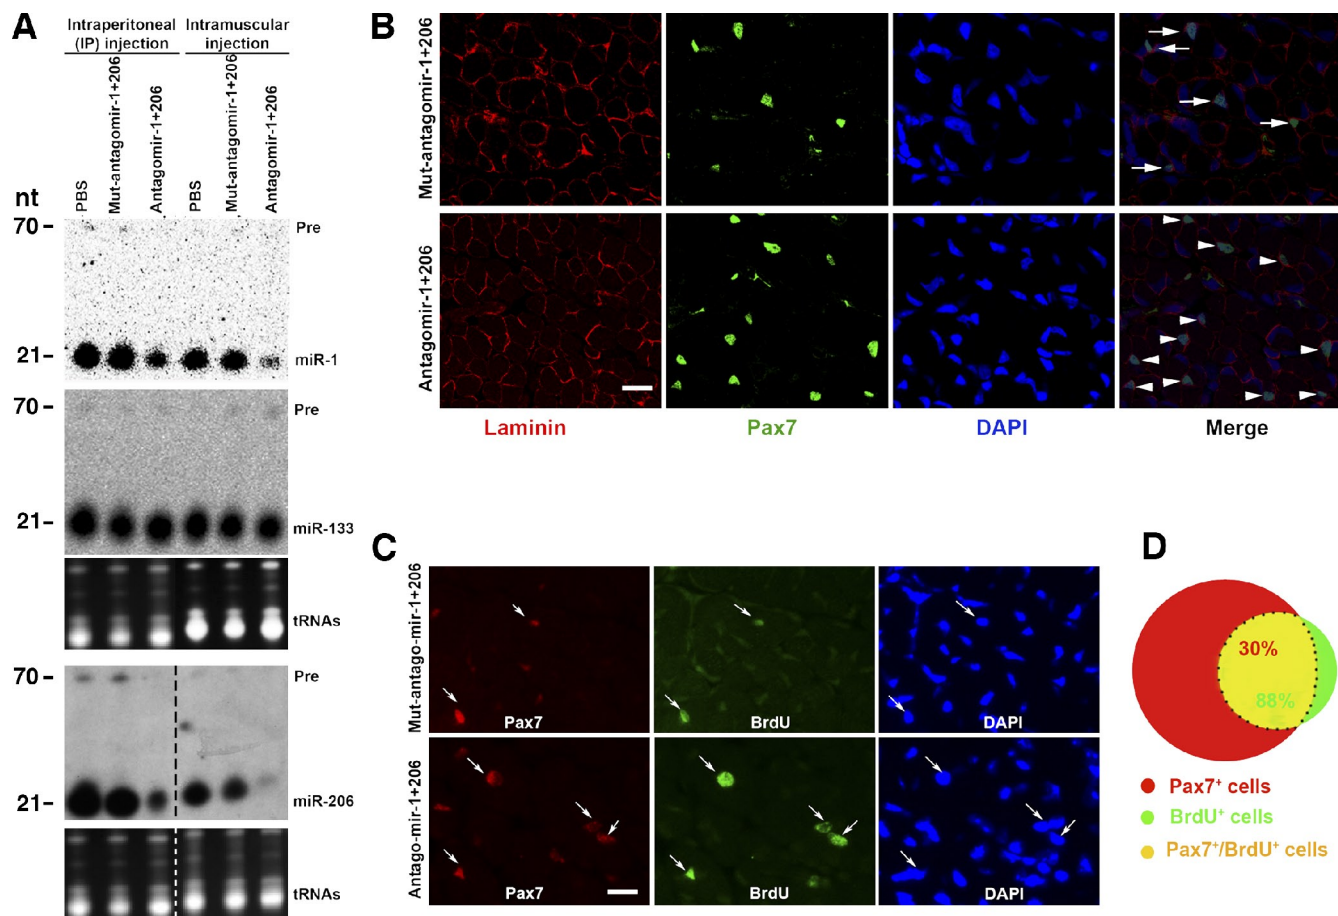 A
Intraperitoneal
(IP) injection
Intramuscular
injection
PBS
Mut-antagomir-1+206
Antagomir-1+206
PBS
Mut-antagomir-1+206
Antagomir-1+206
nt
70
Pre
21
miR-1
70
Pre
21
miR-133
tRNAs
70
Pre
21
miR-206
tRNAs
B
Mut-antagomir-1+206
Antagomir-1+206
Laminin
Pax7
DAPI
Merge
C
Mut-antago-mir-1+206
Pax7
BrdU
DAPI
Antago-mir-1+206
Pax7
BrdU
DAPI
D
30%
88%
Pax7⁺ cells
BrdU⁺ cells
Pax7⁺/BrdU⁺ cells